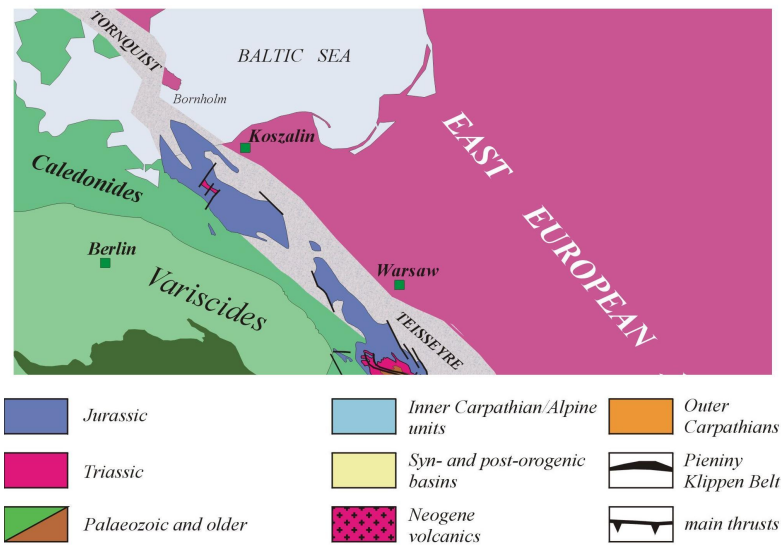 TORNQUIST
BALTIC SEA
Bornholm
Koszalin
EAST
EUROPEAN
Caledonides
Berlin
Variscides
Warsaw
TEISSEYRE
Jurassic
Triassic
Palaeozoic and older
Inner Carpathian/Alpine
units
Syn- and post-orogenic
basins
Neogene
volcanics
Outer
Carpathians
Pieniny
Klippen Belt
main thrusts